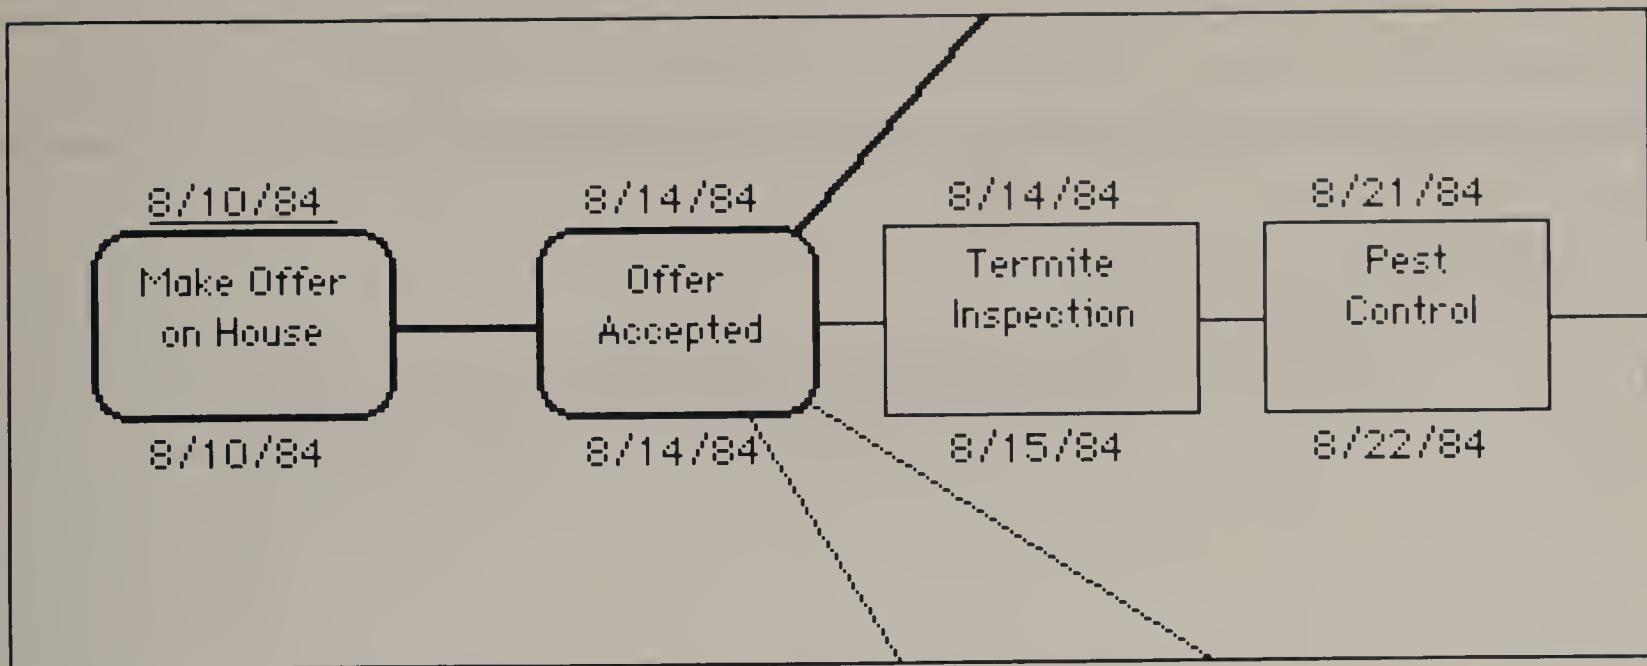 8/10/84
Make Offer
on House
8/10/84
8/14/84
Offer
Accepted
8/14/84
8/14/84
Termite
Inspection
8/15/84
8/21/84
Pest
Control
8/22/84